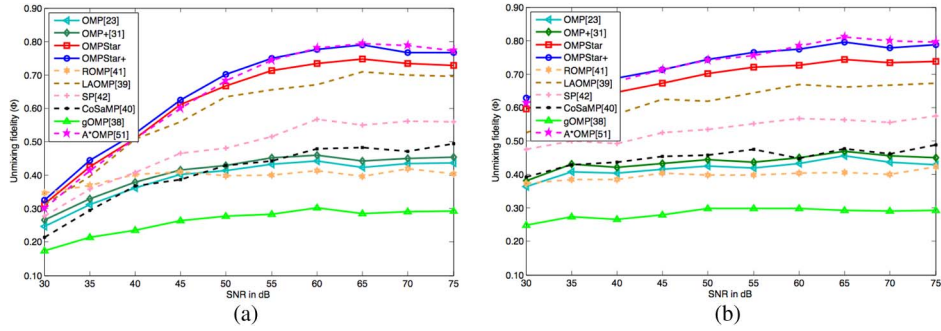 0.90
0.80
0.70
0.60
0.50
0.40
0.30
0.20
0.10
Unmixing fidelity (Φ)
OMP[23]
OMP+[31]
OMPStar
OMPStar+
ROMP[41]
LAOMP[39]
SP[42]
CoSaMP[40]
gOMP[38]
A*OMP[51]
30 35 40 45 50 55 60 65 70 75
SNR in dB
(a)
0.90
0.80
0.70
0.60
0.50
0.40
0.30
0.20
0.10
Unmixing fidelity (Φ)
OMP[23]
OMP+[31]
OMPStar
OMPStar+
ROMP[41]
LAOMP[39]
SP[42]
CoSaMP[40]
gOMP[38]
A*OMP[51]
30 35 40 45 50 55 60 65 70 75
SNR in dB
(b)